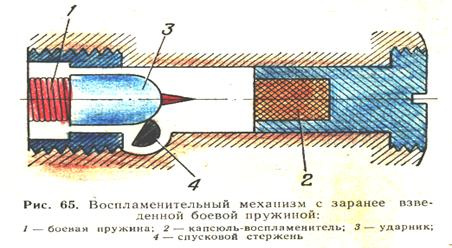 1
3
4
2
Рис. 65. Воспламенительный механизм с заранее взве-
денной боевой пружиной:
1 — боевая пружина; 2 — капсюль-воспламенитель; 3 — ударник;
4 — спусковой стержень